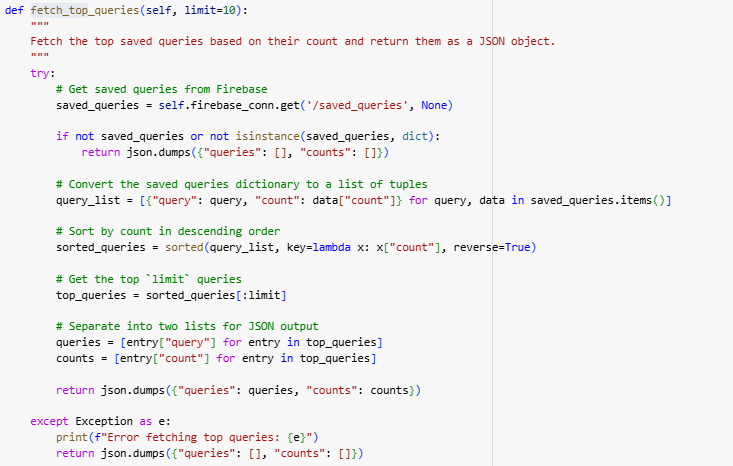 def fetch_top_queries(self, limit=10):
    """
    Fetch the top saved queries based on their count and return them as a JSON object.
    """
    try:
        # Get saved queries from Firebase
        saved_queries = self.firebase_conn.get('/saved_queries', None)

        if not saved_queries or not isinstance(saved_queries, dict):
            return json.dumps({"queries": [], "counts": []})

        # Convert the saved queries dictionary to a list of tuples
        query_list = [{"query": query, "count": data["count"]} for query, data in saved_queries.items()]

        # Sort by count in descending order
        sorted_queries = sorted(query_list, key=lambda x: x["count"], reverse=True)

        # Get the top `limit` queries
        top_queries = sorted_queries[:limit]

        # Separate into two lists for JSON output
        queries = [entry["query"] for entry in top_queries]
        counts = [entry["count"] for entry in top_queries]

        return json.dumps({"queries": queries, "counts": counts})

    except Exception as e:
        print(f"Error fetching top queries: {e}")
        return json.dumps({"queries": [], "counts": []})